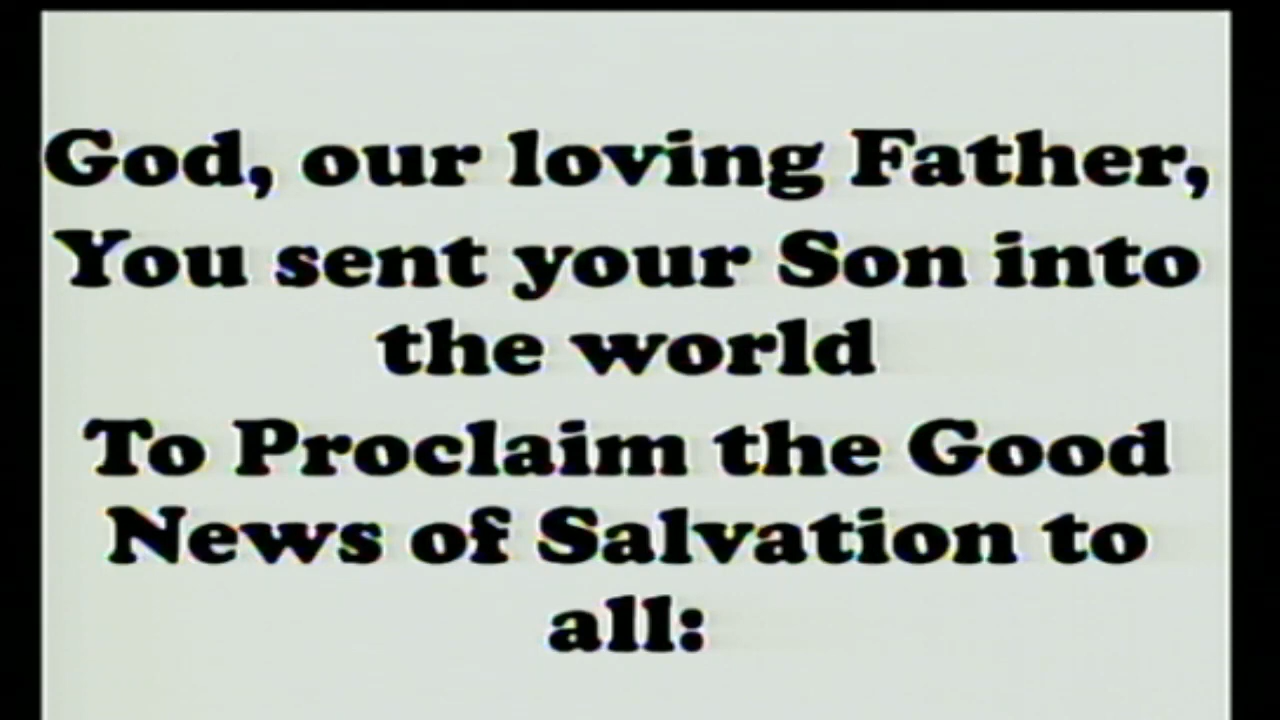 God, our loving Father,
You sent your Son into
the world
To Proclaim the Good
News of Salvation to
all: